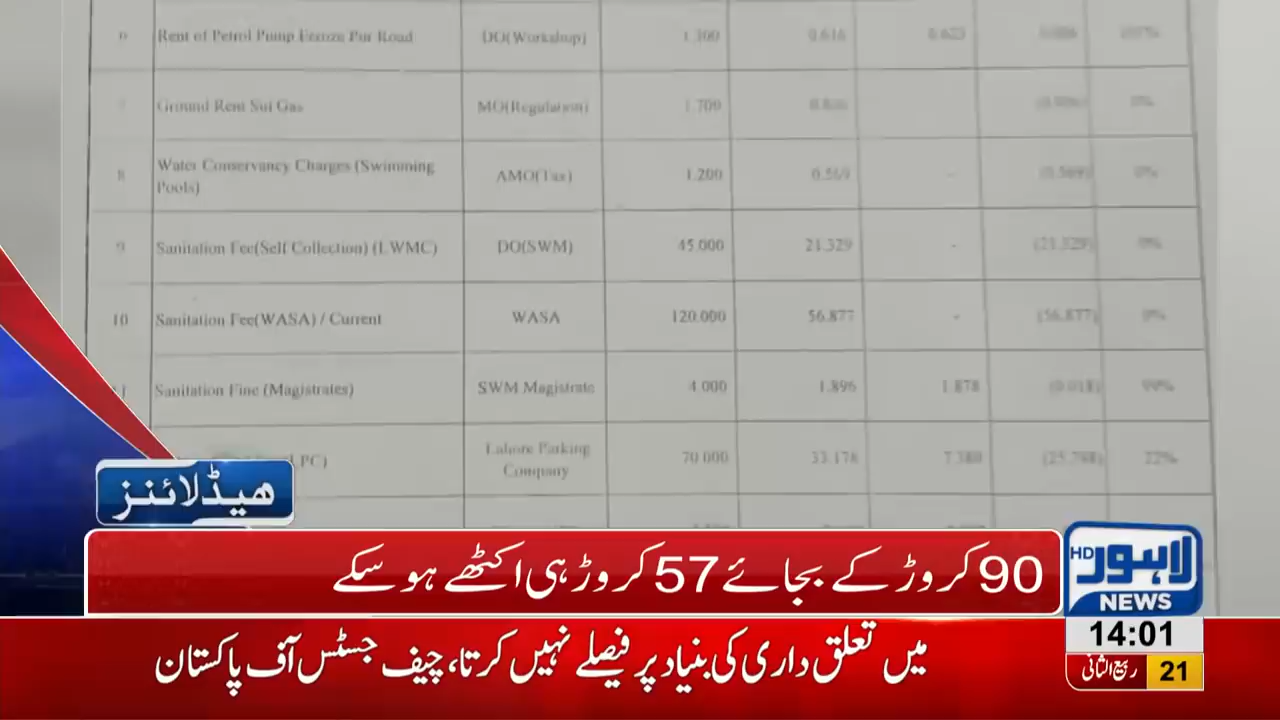 6 Rent of Petrol Pump Feroze Pur Road DO(Workshop) 1.300 0.616 0.623
Ground Rent Sui Gas MO(Regulation) 1.700 0%
8 Water Conservancy Charges (Swimming Pools) AMO(Tax) 1.200 0.569 - (0.569) 0%
9 Sanitation Fee(Self Collection) (LWMC) DO(SWM) 45.000 21.329 - (21.329) 0%
10 Sanitation Fee(WASA) / Current WASA 120.000 56.877 - (56.877) 0%
Sanitation Fine (Magistrates) SWM Magistrate 4.000 1.896 1.878 (0.018) 99%
PC) Lahore Parking Company 70.000 33.176 7.380 22%
ہیڈلائنز
90 کروڑ کے بجائے 57 کروڑ ہی اکٹھے ہو سکے
HD لاہور
NEWS
14:01
21 ربیع الثانی
میں تعلق داری کی بنیاد پر فیصلے نہیں کرتا، چیف جسٹس آف پاکستان